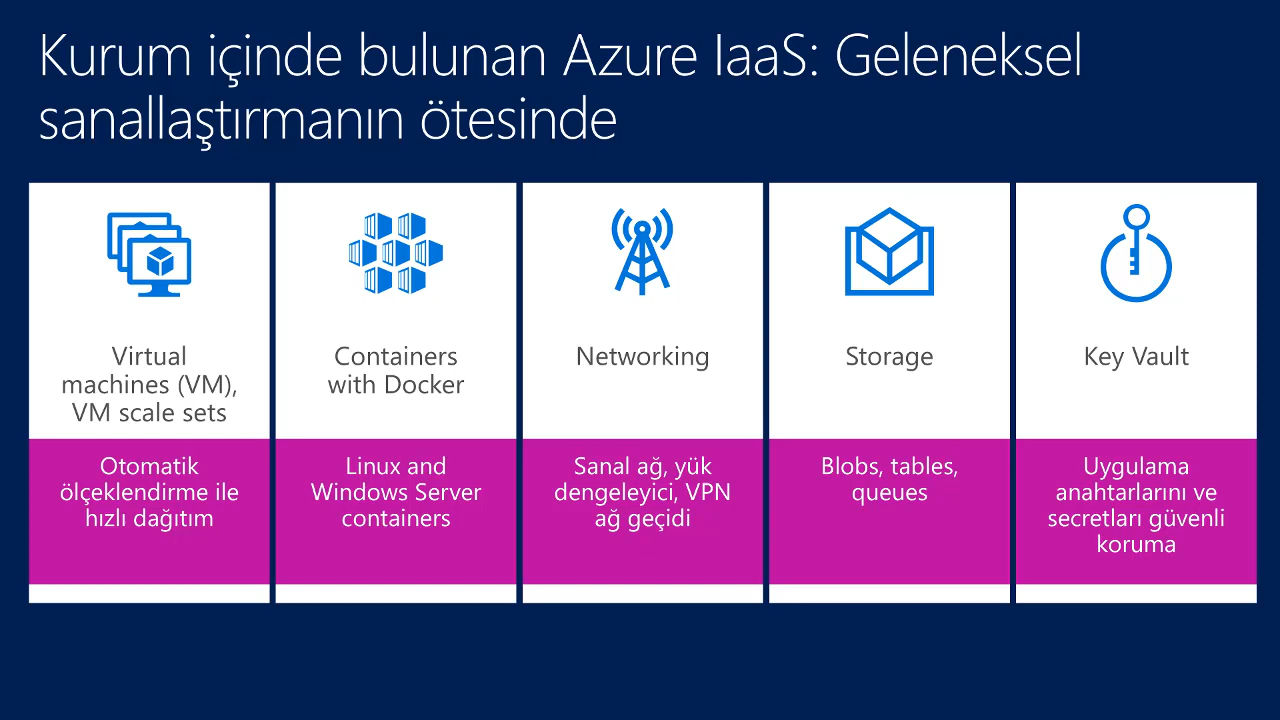 Kurum içinde bulunan Azure IaaS: Geleneksel
sanallaştırmanın ötesinde
Virtual
machines (VM),
VM scale sets
Otomatik
ölçeklendirme ile
hızlı dağıtım
Containers
with Docker
Linux and
Windows Server
containers
Networking
Sanal ağ, yük
dengeleyici, VPN
ağ geçidi
Storage
Blobs, tables,
queues
Key Vault
Uygulama
anahtarlarını ve
secretları güvenli
koruma